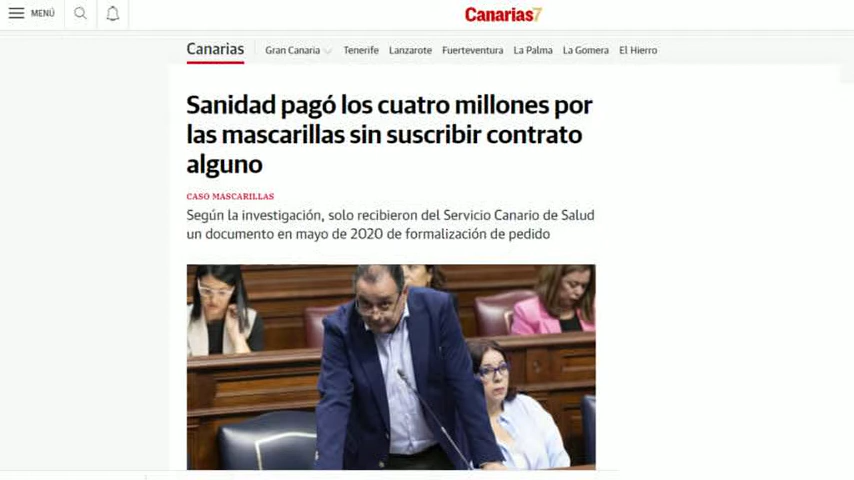 MENÚ
Canarias7
Canarias
Gran Canaria
Tenerife
Lanzarote
Fuerteventura
La Palma
La Gomera
El Hierro
Sanidad pagó los cuatro millones por
las mascarillas sin suscribir contrato
alguno
CASO MASCARILLAS
Según la investigación, solo recibieron del Servicio Canario de Salud
un documento en mayo de 2020 de formalización de pedido